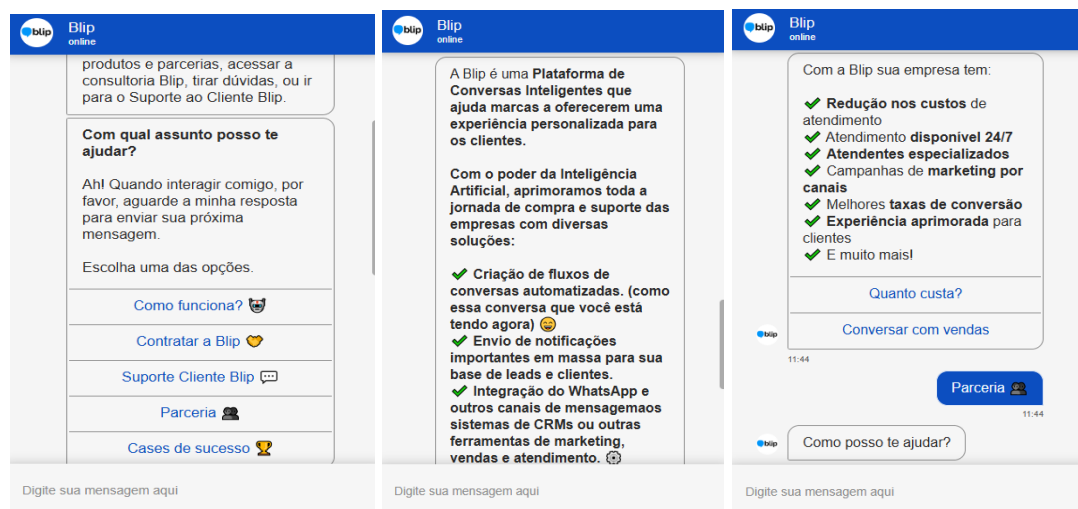 blip
Blip
online
produtos e parcerias, acessar a
consultoria Blip, tirar dúvidas, ou ir
para o Suporte ao Cliente Blip.
Com qual assunto posso te
ajudar?
Ah! Quando interagir comigo, por
favor, aguarde a minha resposta
para enviar sua próxima
mensagem.
Escolha uma das opções.
Como funciona?
Contratar a Blip
Suporte Cliente Blip
Parceria
Cases de sucesso
Digite sua mensagem aqui
blip
Blip
online
A Blip é uma Plataforma de
Conversas Inteligentes que
ajuda marcas a oferecerem uma
experiência personalizada para
os clientes.
Com o poder da Inteligência
Artificial, aprimoramos toda a
jornada de compra e suporte das
empresas com diversas
soluções:
✔ Criação de fluxos de
conversas automatizadas. (como
essa conversa que você está
tendo agora) 😄
✔ Envio de notificações
importantes em massa para sua
base de leads e clientes.
✔ Integração do WhatsApp e
outros canais de mensagemaos
sistemas de CRMs ou outras
ferramentas de marketing,
vendas e atendimento.
Digite sua mensagem aqui
blip
Blip
online
Com a Blip sua empresa tem:
✔ Redução nos custos de
atendimento
✔ Atendimento disponivel 24/7
✔ Atendentes especializados
✔ Campanhas de marketing por
canais
✔ Melhores taxas de conversão
✔ Experiência aprimorada para
clientes
✔ E muito mais!
Quanto custa?
Conversar com vendas
blip
11:44
Parceria
11:44
blip
Como posso te ajudar?
Digite sua mensagem aqui